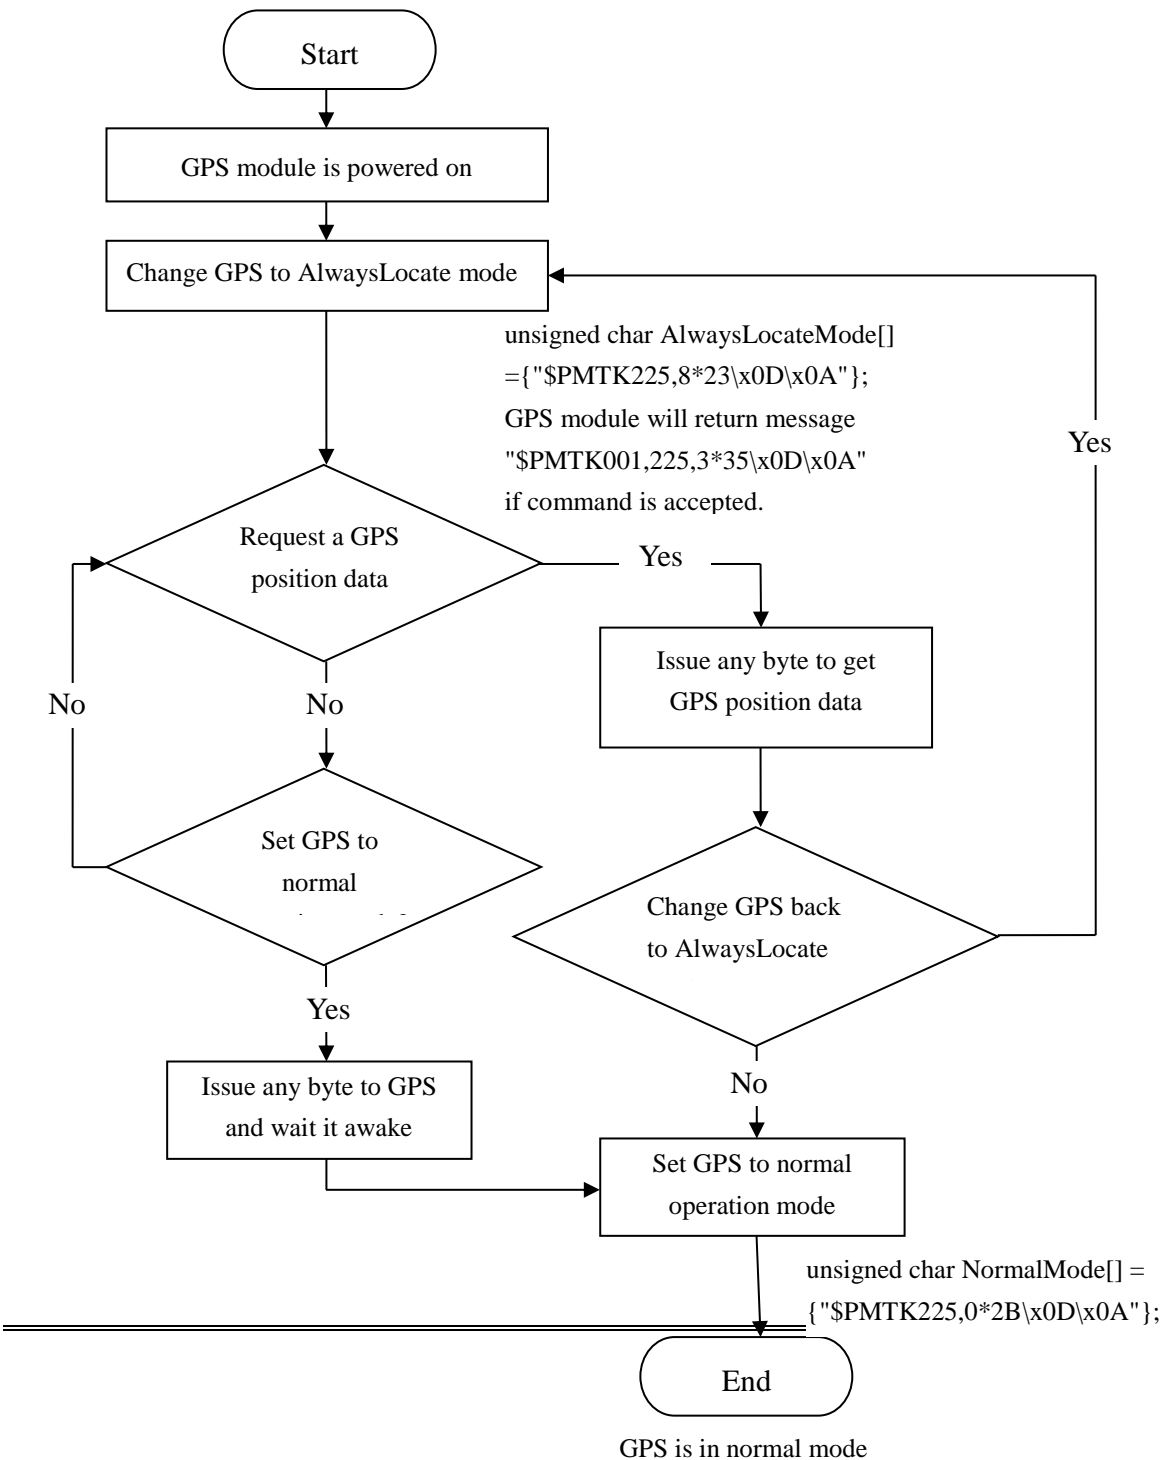 Start
GPS module is powered on
Change GPS to AlwaysLocate mode
unsigned char AlwaysLocateMode[]
={"$PMTK225,8*23\x0D\x0A"};
GPS module will return message
"$PMTK001,225,3*35\x0D\x0A"
if command is accepted.
Yes
Request a GPS
position data
Yes
Issue any byte to get
GPS position data
No
No
Set GPS to
normal
Change GPS back
to AlwaysLocate
Yes
Issue any byte to GPS
and wait it awake
No
Set GPS to normal
operation mode
unsigned char NormalMode[] =
{"$PMTK225,0*2B\x0D\x0A"};
End
GPS is in normal mode